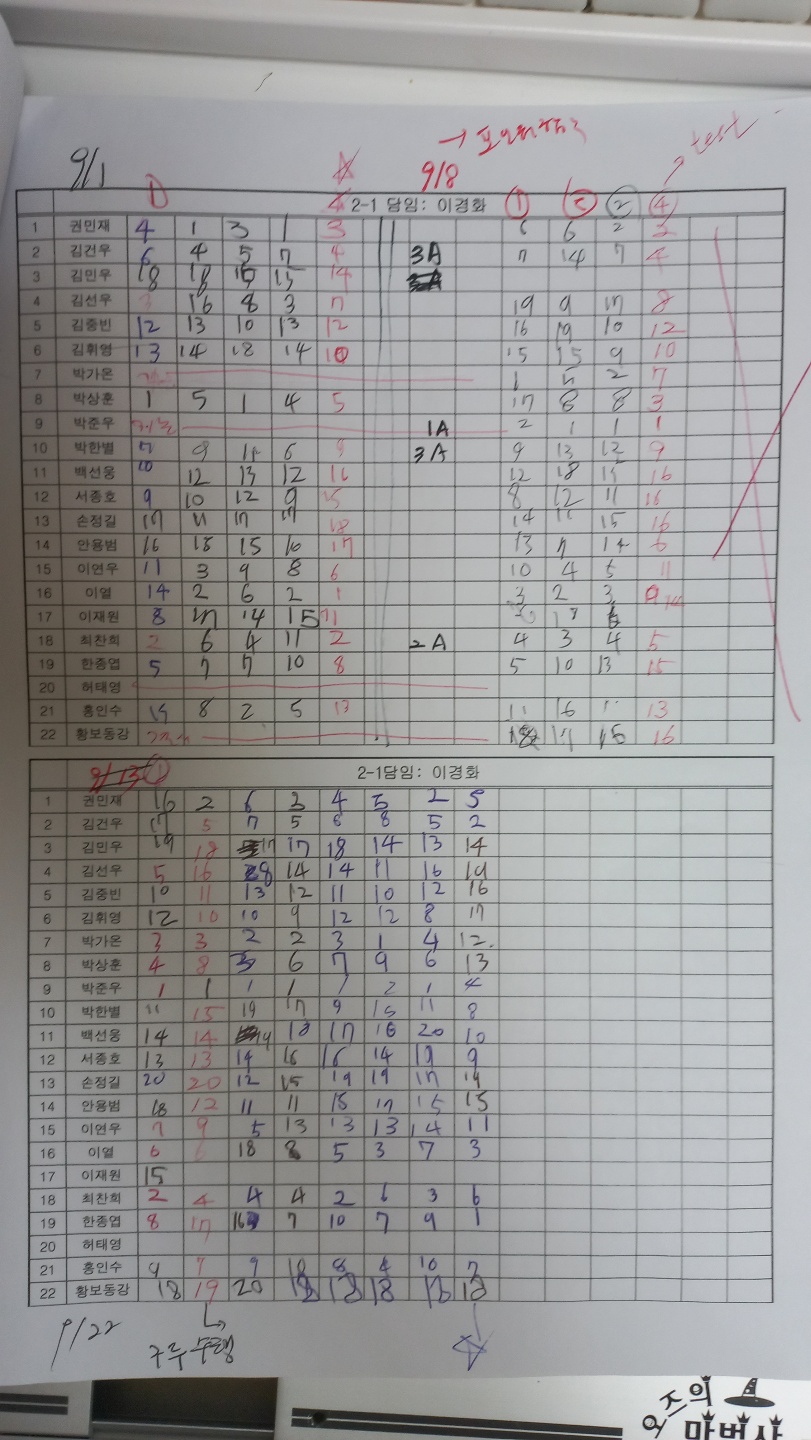 9/1
9/8
test
2-1 담임: 이경화 ① ② ④
1 권민재 4 1 3 1 3 6 6 2 2
2 김건우 6 4 5 7 4 3A 7 14 7 4
3 김민우 18 18 15 14
4 김선우 3 16 8 3 7 19 9 17 8
5 김중빈 12 13 10 13 12 16 19 10 12
6 김휘영 13 14 18 14 10 15 15 9 10
7 박가온 1 5 2 7
8 박상훈 1 5 1 4 5 17 8 8 3
9 박준우 1A 2 1 1 1
10 박한별 7 9 11 6 9 3A 9 13 12 9
11 백선웅 10 12 13 12 16 12 18 15 16
12 서종호 9 10 12 9 15 8 12 11 16
13 손정길 17 11 17 17 18 14 11 15 16
14 안용범 16 18 15 16 17 13 7 14 6
15 이연우 11 3 9 8 6 10 4 5 11
16 이열 14 2 6 2 1 3 2 3 14
17 이재원 8 17 14 15 11
18 최찬희 2 6 4 11 2 2A 4 3 4 5
19 한종엽 5 7 7 10 8 5 10 13 15
20 허태영
21 홍인수 15 8 2 5 13 11 16 11 13
22 황보동강 17 15 16
9/13 ①
2-1담임: 이경화
1 권민재 16 2 6 3 4 5 2 5
2 김건우 17 5 7 5 6 8 5 2
3 김민우 19 18 17 17 18 14 13 14
4 김선우 5 16 8 14 14 11 16 19
5 김중빈 10 11 13 12 11 10 12 16
6 김휘영 12 10 10 9 12 12 8 17
7 박가온 3 3 2 2 3 1 4 12
8 박상훈 4 8 3 6 7 9 6 13
9 박준우 1 1 1 1 1 2 1 4
10 박한별 11 15 19 17 9 15 11 8
11 백선웅 14 14 19 18 17 16 20 10
12 서종호 13 13 14 16 16 14 19 9
13 손정길 20 20 12 15 19 19 17 19
14 안용범 18 12 11 11 15 17 15 15
15 이연우 7 9 5 13 13 13 14 11
16 이열 6 6 18 8 5 3 7 3
17 이재원 15
18 최찬희 2 4 4 4 2 6 3 6
19 한종엽 8 17 16 7 10 7 9 1
20 허태영
21 홍인수 9 7 9 18 8 4 10 7
22 황보동강 18 19 20 18 18 18 18 18
9/22 구두 수행
오즈의
마법사